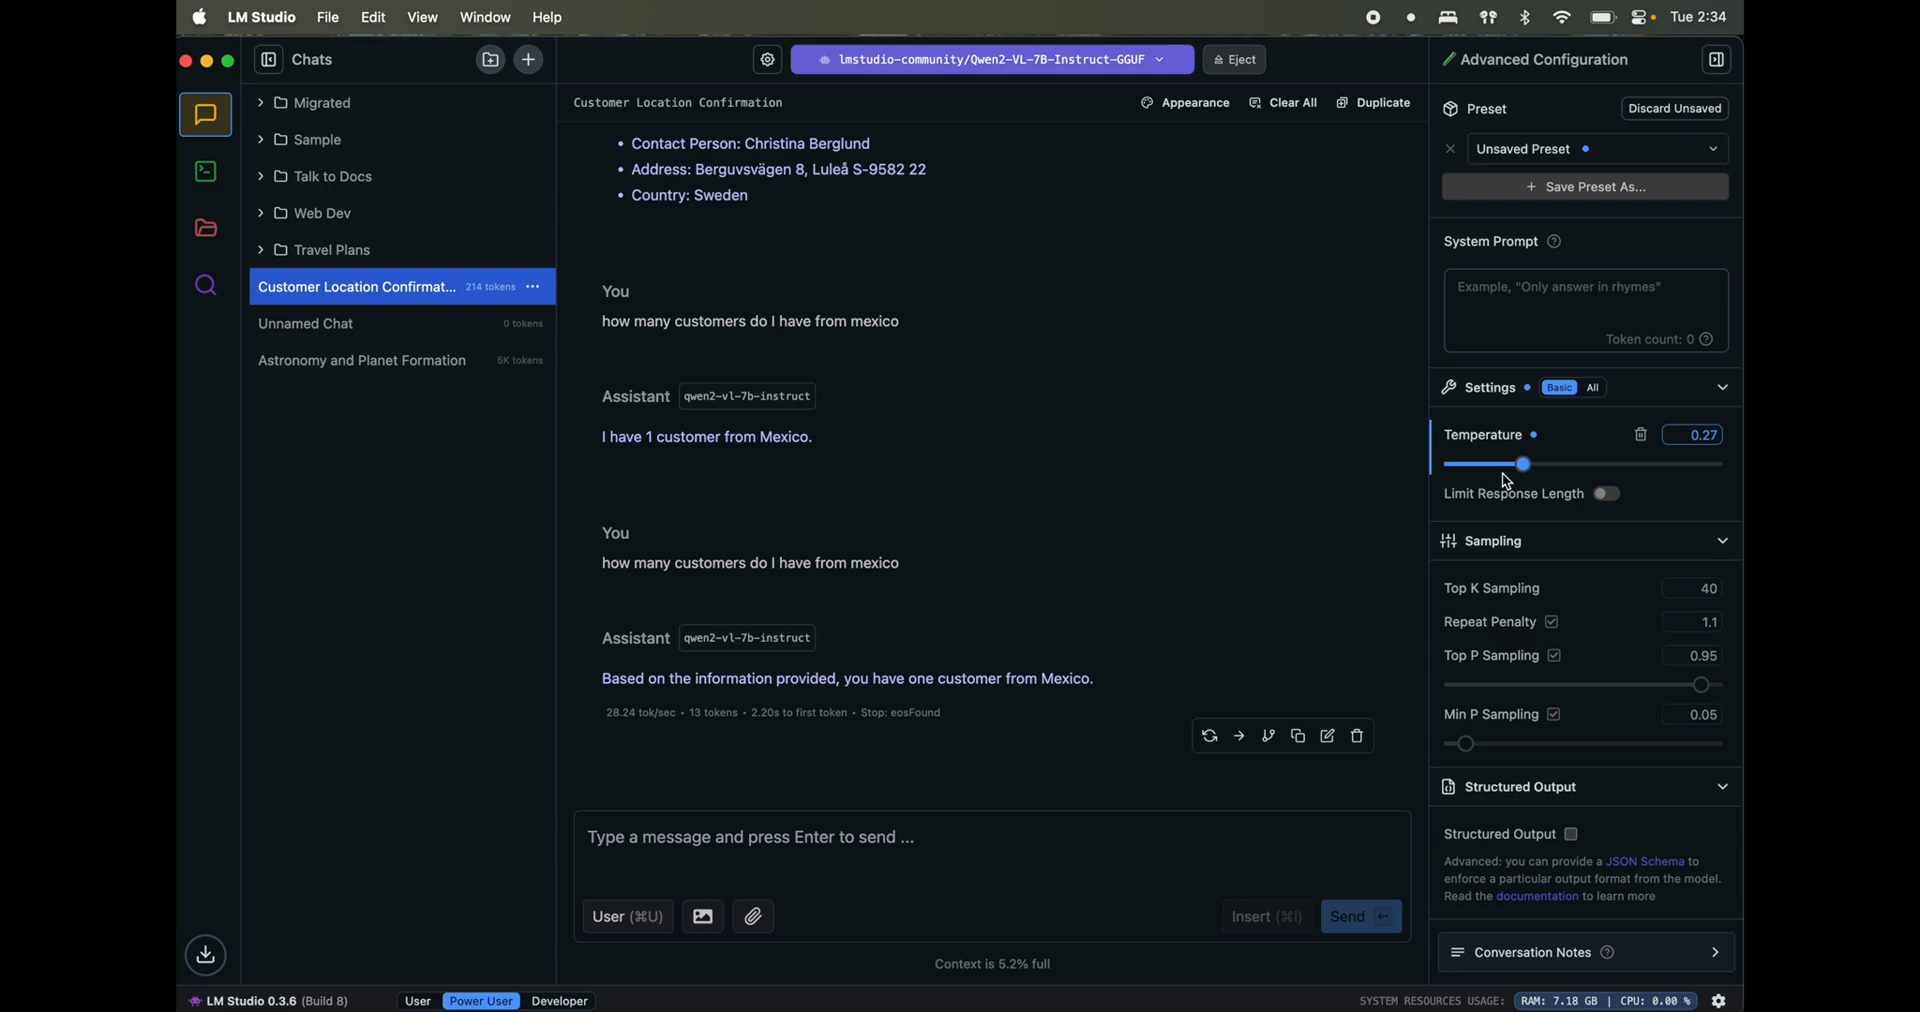 LM Studio File Edit View Window Help Tue 2:34
Chats
lmstudio-community/Qwen2-VL-7B-Instruct-GGUF
Eject
Advanced Configuration
Migrated
Sample
Talk to Docs
Web Dev
Travel Plans
Customer Location Confirmat... 214 tokens
Unnamed Chat 0 tokens
Astronomy and Planet Formation 5K tokens
Customer Location Confirmation
Appearance Clear All Duplicate
• Contact Person: Christina Berglund
• Address: Berguvsvägen 8, Luleå S-9582 22
• Country: Sweden
You
how many customers do I have from mexico
Assistant qwen2-vl-7b-instruct
I have 1 customer from Mexico.
You
how many customers do I have from mexico
Assistant qwen2-vl-7b-instruct
Based on the information provided, you have one customer from Mexico.
28.24 tok/sec • 13 tokens • 2.20s to first token • Stop: eosFound
Type a message and press Enter to send ...
User (⌘U)
Insert (⌘I)
Send
Context is 5.2% full
Preset
Discard Unsaved
Unsaved Preset
+ Save Preset As...
System Prompt
Example, "Only answer in rhymes"
Token count: 0
Settings Basic All
Temperature 0.27
Limit Response Length
Sampling
Top K Sampling 40
Repeat Penalty 1.1
Top P Sampling 0.95
Min P Sampling 0.05
Structured Output
Structured Output
Advanced: you can provide a JSON Schema to
enforce a particular output format from the model.
Read the documentation to learn more
Conversation Notes
LM Studio 0.3.6 (Build 8)
User Power User Developer
SYSTEM RESOURCES USAGE: RAM: 7.18 GB | CPU: 0.00 %